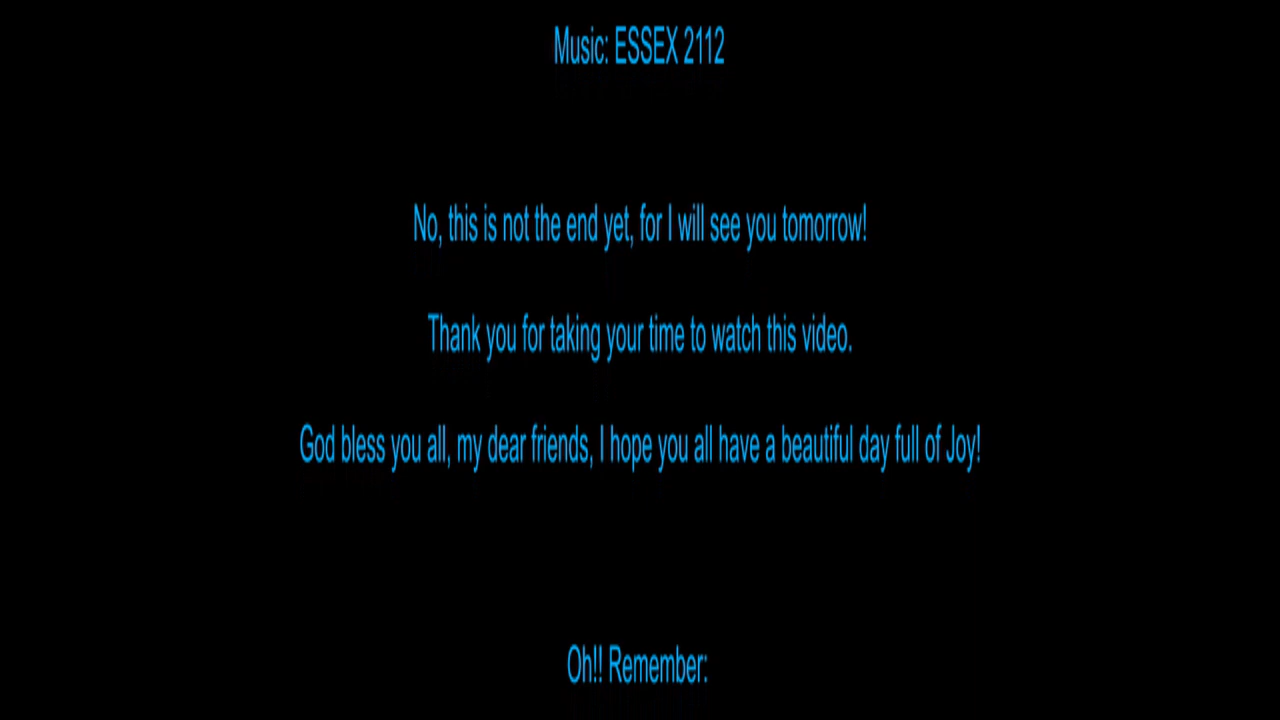 Music: ESSEX 2112
No, this is not the end yet, for I will see you tomorrow!
Thank you for taking your time to watch this video.
God bless you all, my dear friends, I hope you all have a beautiful day full of Joy!
Oh!! Remember: